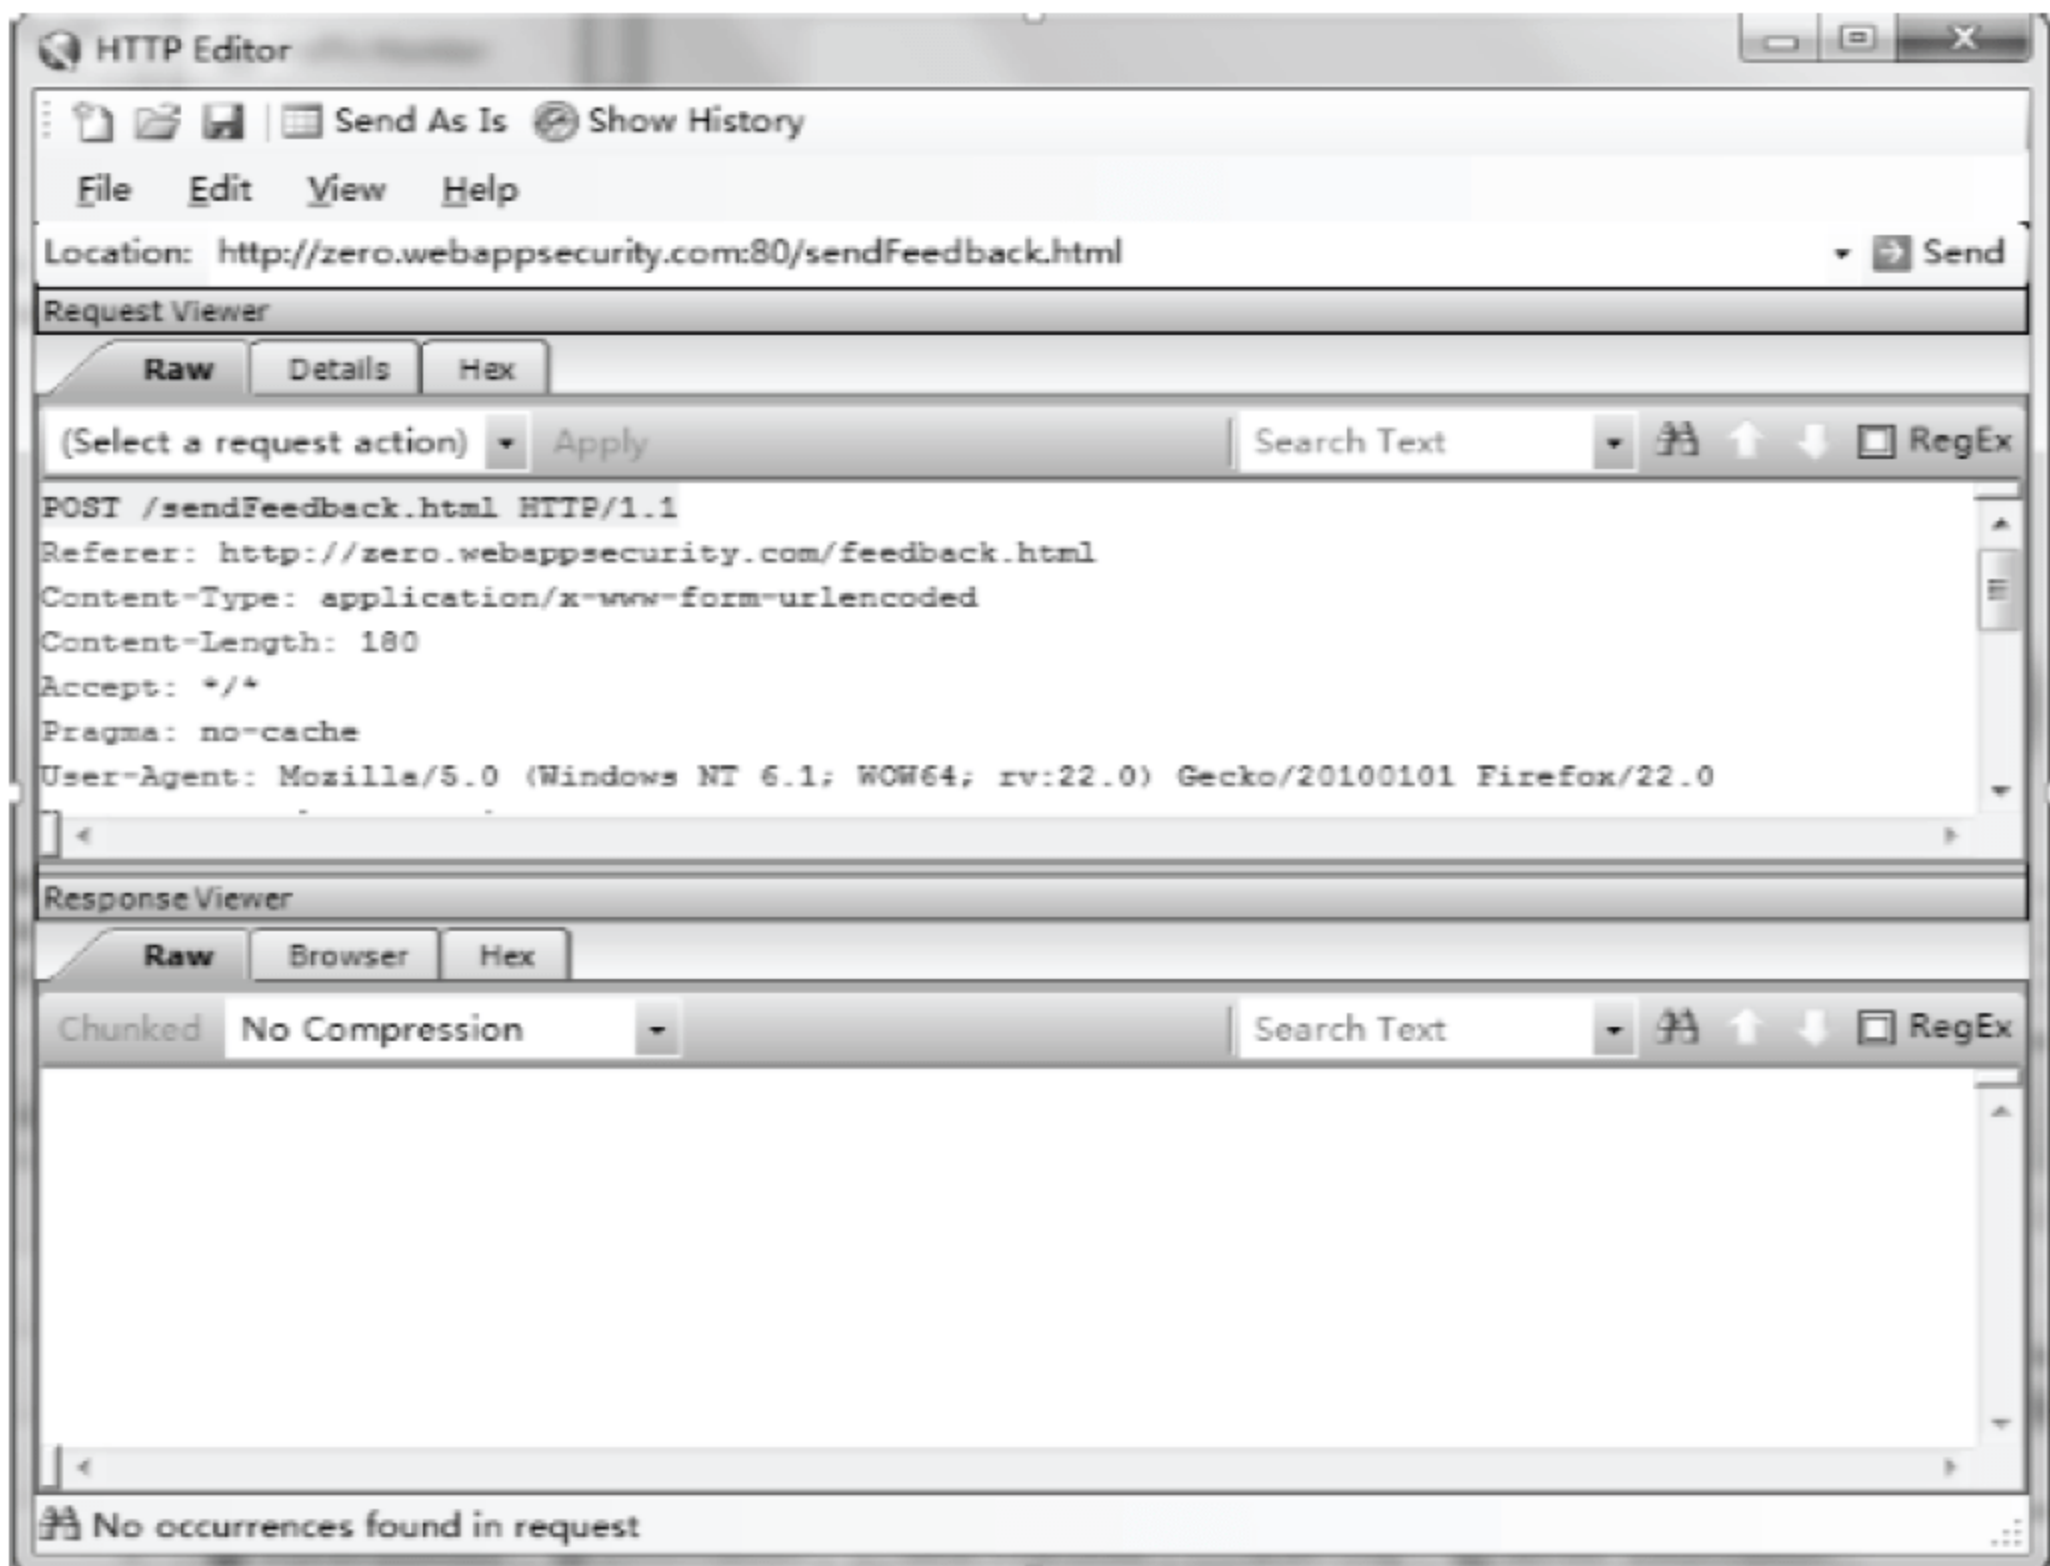 HTTP Editor
Send As Is Show History
File Edit View Help
Location: http://zero.webappsecurity.com:80/sendFeedback.html Send
Request Viewer
Raw Details Hex
(Select a request action) Apply Search Text RegEx
POST /sendFeedback.html HTTP/1.1
Referer: http://zero.webappsecurity.com/feedback.html
Content-Type: application/x-www-form-urlencoded
Content-Length: 180
Accept: */*
Pragma: no-cache
User-Agent: Mozilla/5.0 (Windows NT 6.1; WOW64; rv:22.0) Gecko/20100101 Firefox/22.0
Response Viewer
Raw Browser Hex
Chunked No Compression Search Text RegEx
No occurrences found in request